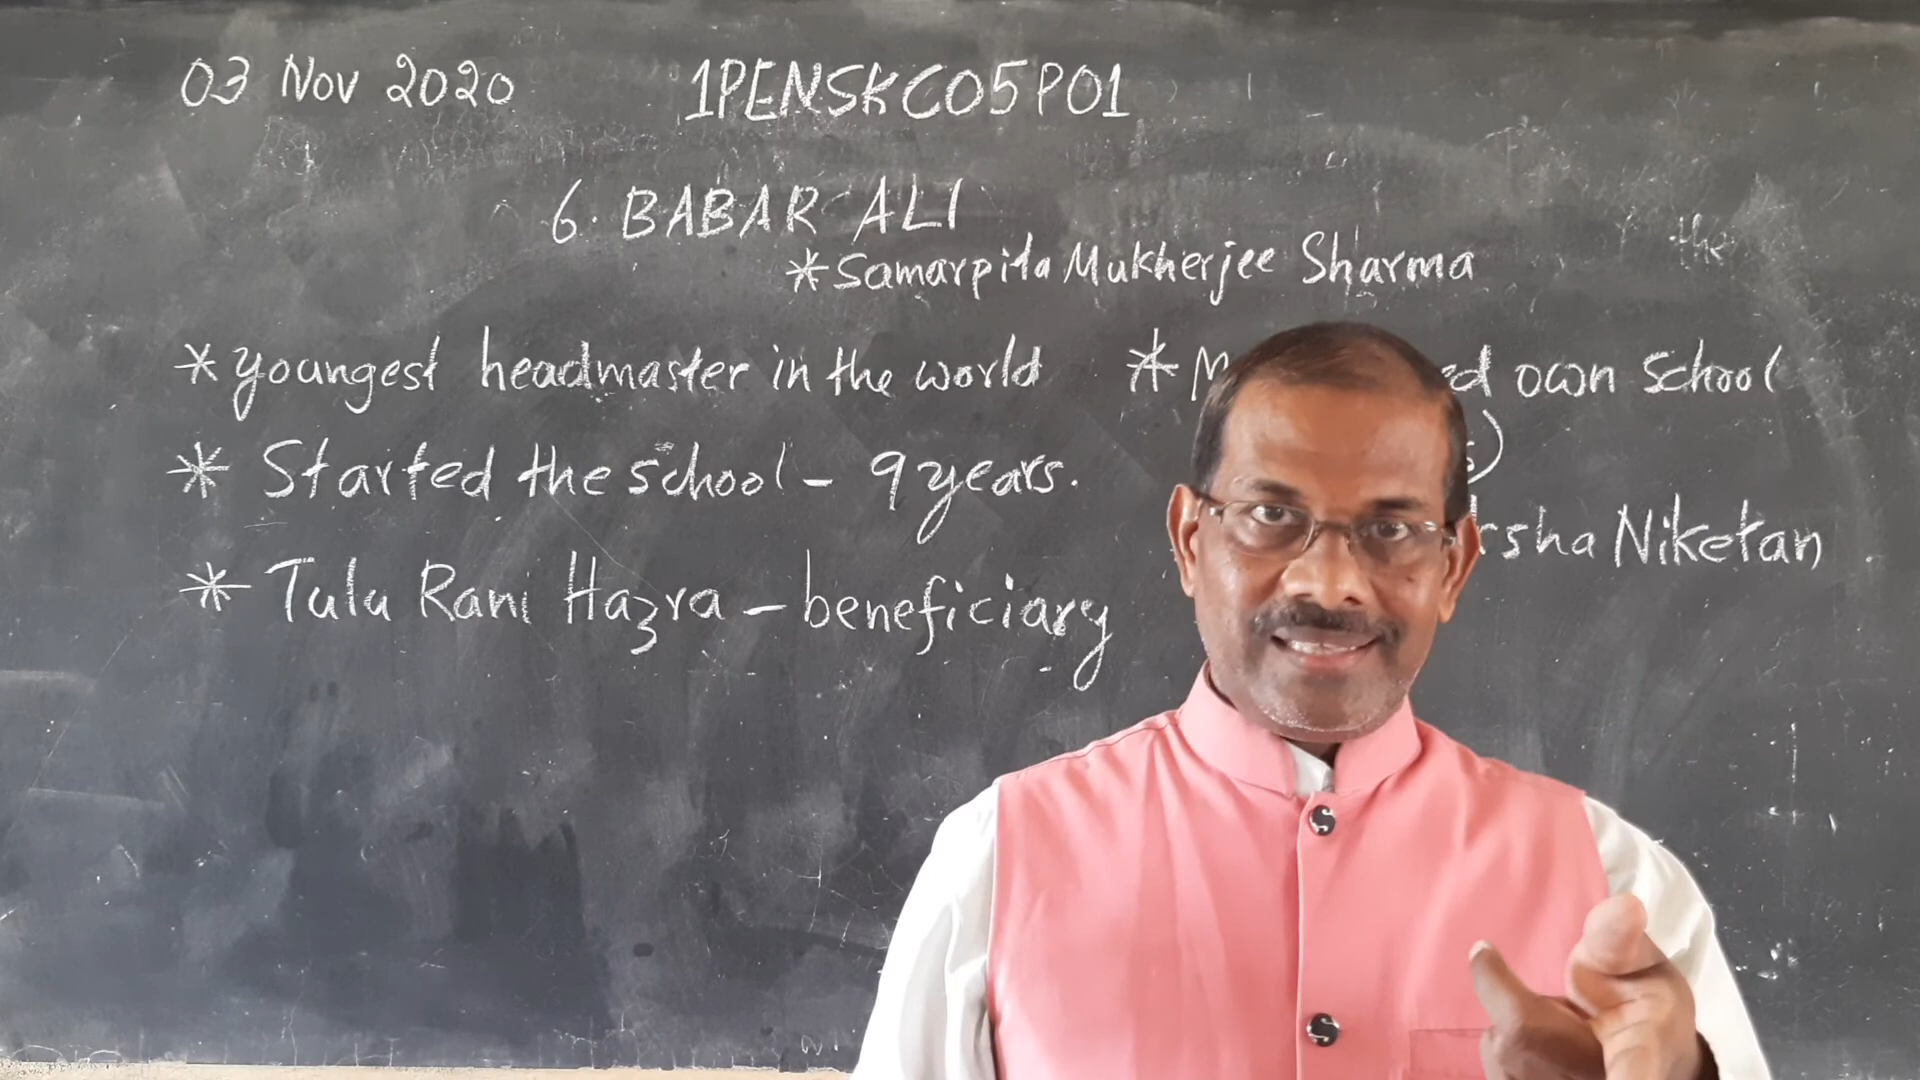 03 Nov 2020
1PENSKC05P01
6. BABAR ALI
*Samarpita Mukherjee Sharma
the
* youngest headmaster in the world
* own school
* Started the school - 9 years.
Niketan
* Tulu Rani Hazra - beneficiary